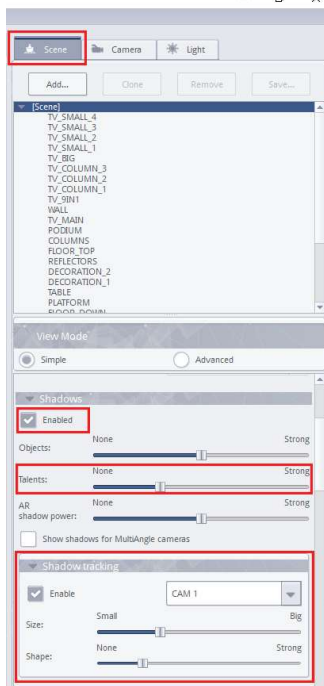 Scene Camera Light
Add... Clone Remove Save...
[Scene]
TV_SMALL_4
TV_SMALL_3
TV_SMALL_2
TV_SMALL_1
TV_BIG
TV_COLUMN_3
TV_COLUMN_2
TV_COLUMN_1
TV_9IN1
WALL
TV_MAIN
PODIUM
COLUMNS
FLOOR_TOP
REFLECTORS
DECORATION_2
DECORATION_1
TABLE
PLATFORM
FLOOR_DOWN
View Mode
Simple Advanced
Shadows
Enabled
None Strong
Objects:
None Strong
Talents:
None Strong
AR
shadow power:
Show shadows for MultiAngle cameras
Shadow tracking
Enable CAM 1
Small Big
Size:
None Strong
Shape: